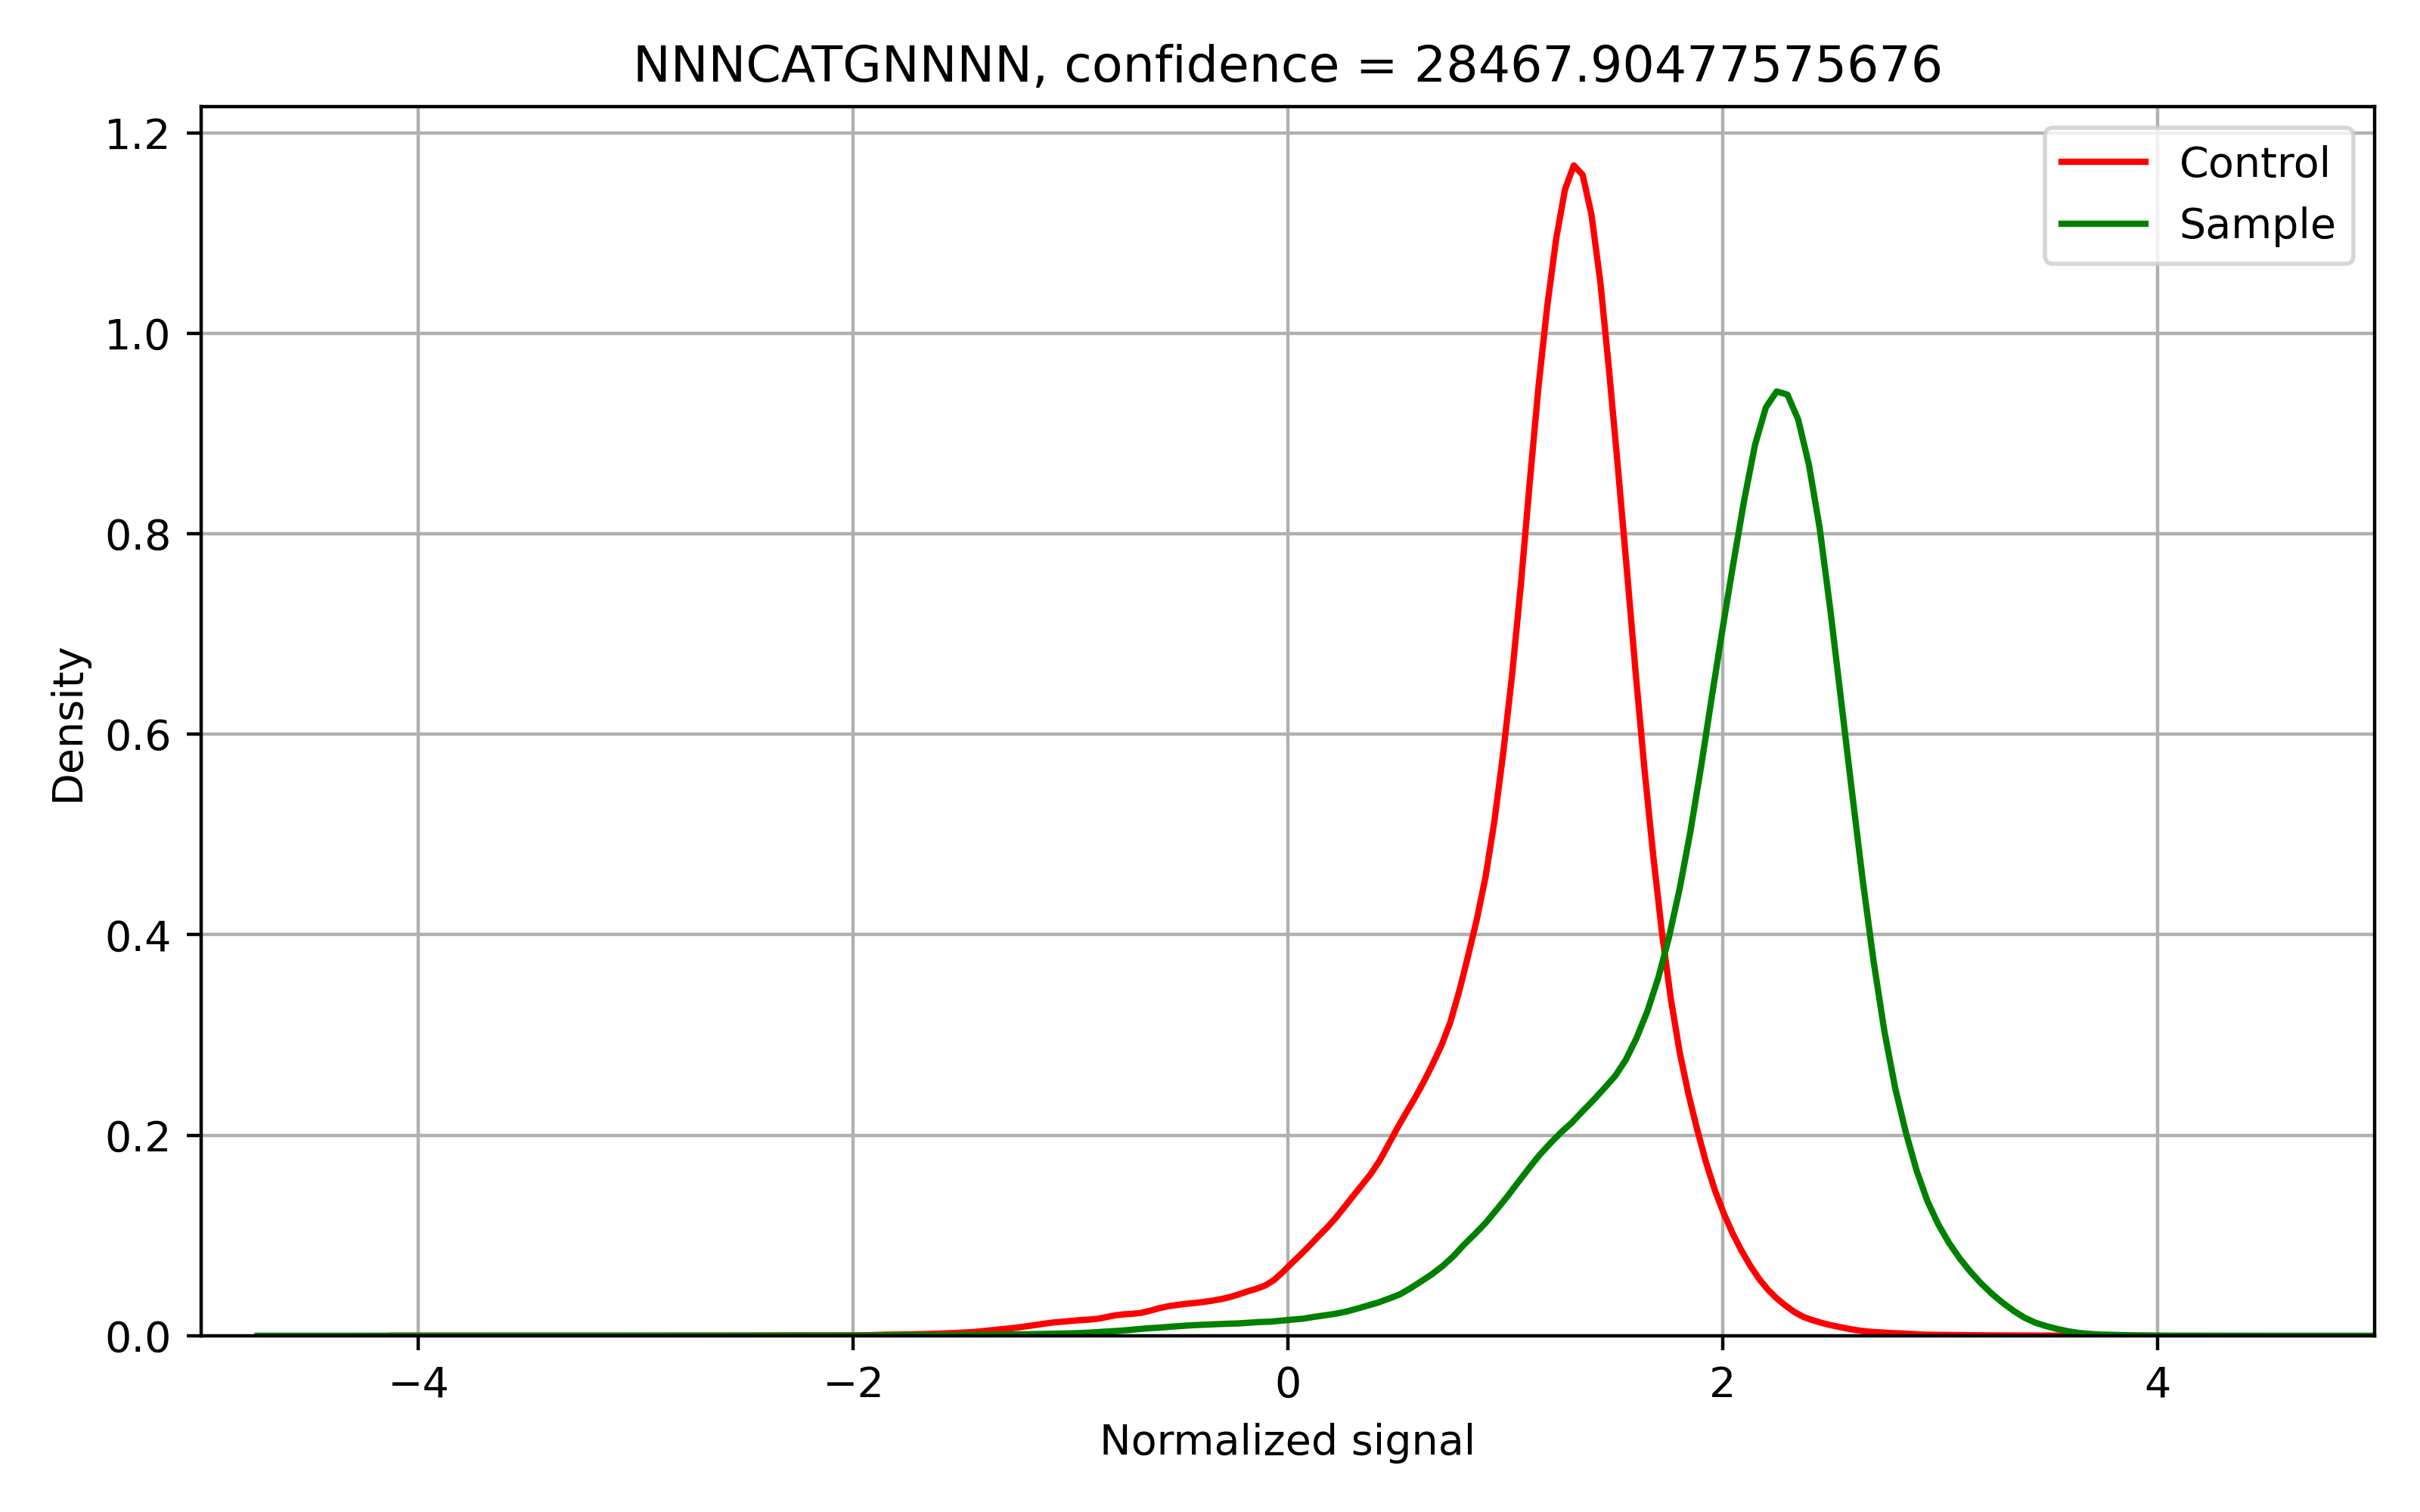 NNNCATGNNNN, confidence = 28467.90477575676
1.2
1.0
0.8
0.6
0.4
0.2
0.0
Density
−4
−2
0
2
4
Normalized signal
Control
Sample